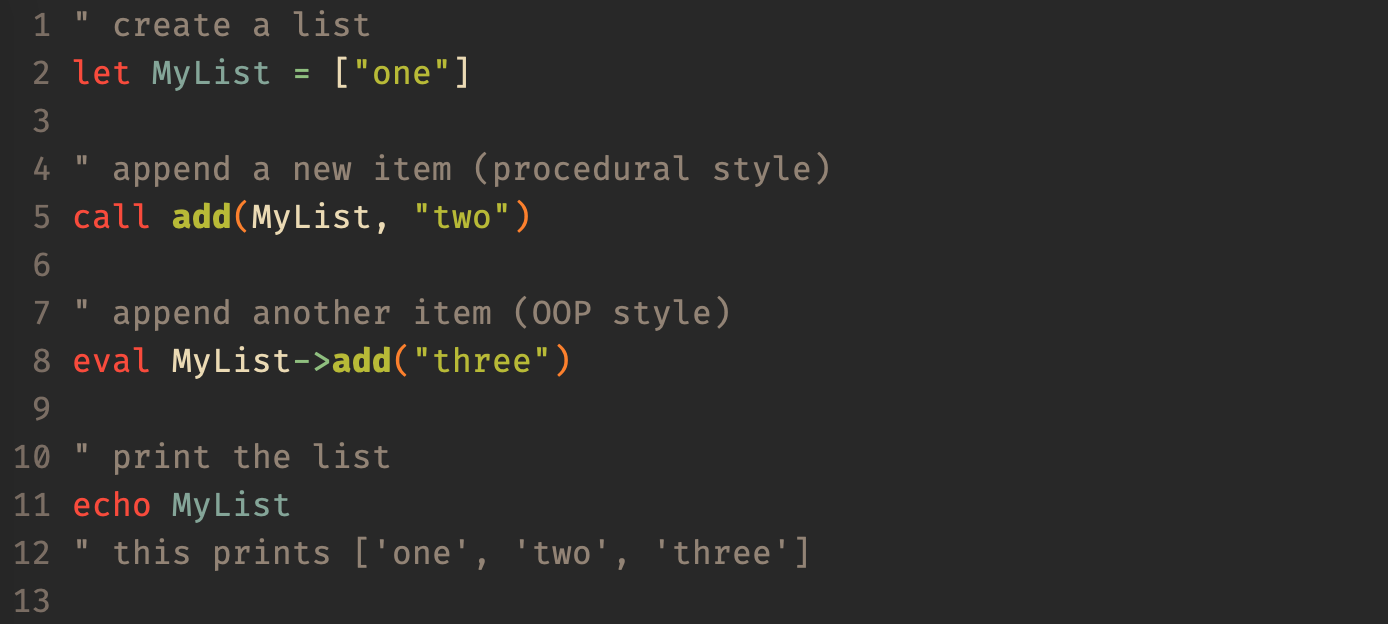 1 " create a list
2 let MyList = ["one"]
3
4 " append a new item (procedural style)
5 call add(MyList, "two")
6
7 " append another item (OOP style)
8 eval MyList->add("three")
9
10 " print the list
11 echo MyList
12 " this prints ['one', 'two', 'three']
13